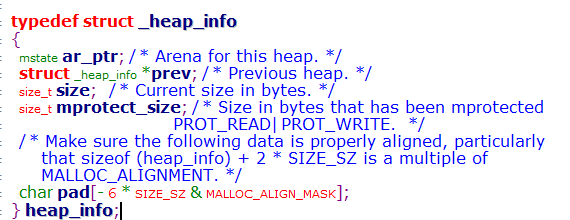 typedef struct _heap_info
{
mstate ar_ptr; /* Arena for this heap. */
struct _heap_info *prev; /* Previous heap. */
size_t size; /* Current size in bytes. */
size_t mprotect_size; /* Size in bytes that has been mprotected
PROT_READ|PROT_WRITE. */
/* Make sure the following data is properly aligned, particularly
that sizeof (heap_info) + 2 * SIZE_SZ is a multiple of
MALLOC_ALIGNMENT. */
char pad[-6 * SIZE_SZ & MALLOC_ALIGN_MASK];
} heap_info;